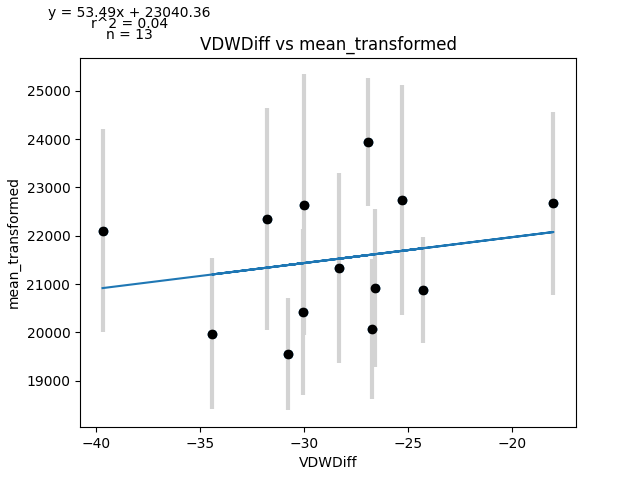 y = 53.49x + 23040.36
r^2 = 0.04
n = 13
VDWDiff vs mean_transformed
25000
24000
23000
22000
21000
20000
19000
mean_transformed
−40
−35
−30
−25
−20
VDWDiff